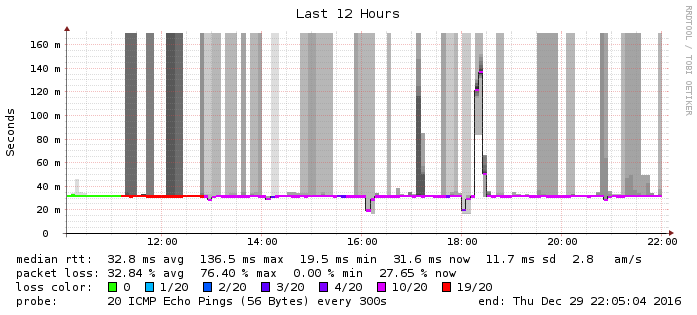 Last 12 Hours
RRDTOOL / TOBI OETIKER
Seconds
160 m
140 m
120 m
100 m
80 m
60 m
40 m
20 m
0
12:00 14:00 16:00 18:00 20:00 22:00
median rtt: 32.8 ms avg 136.5 ms max 19.5 ms min 31.6 ms now 11.7 ms sd 2.8 am/s
packet loss: 32.84 % avg 76.40 % max 0.00 % min 27.65 % now
loss color: 0 1/20 2/20 3/20 4/20 10/20 19/20
probe: 20 ICMP Echo Pings (56 Bytes) every 300s end: Thu Dec 29 22:05:04 2016